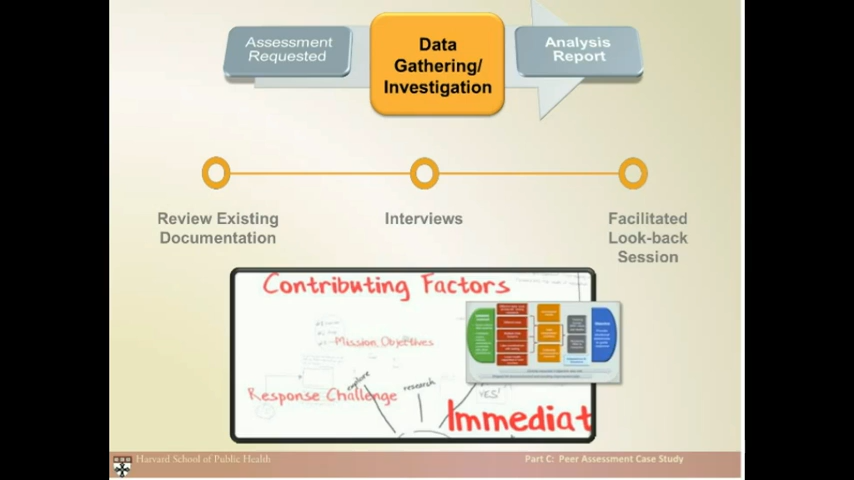 Assessment
Requested
Data
Gathering/
Investigation
Analysis
Report
Review Existing
Documentation
Interviews
Facilitated
Look-back
Session
Contributing Factors
Mission Objectives
Response Challenge
explore
research
YES!
Immediat
Harvard School of Public Health
Part C: Peer Assessment Case Study